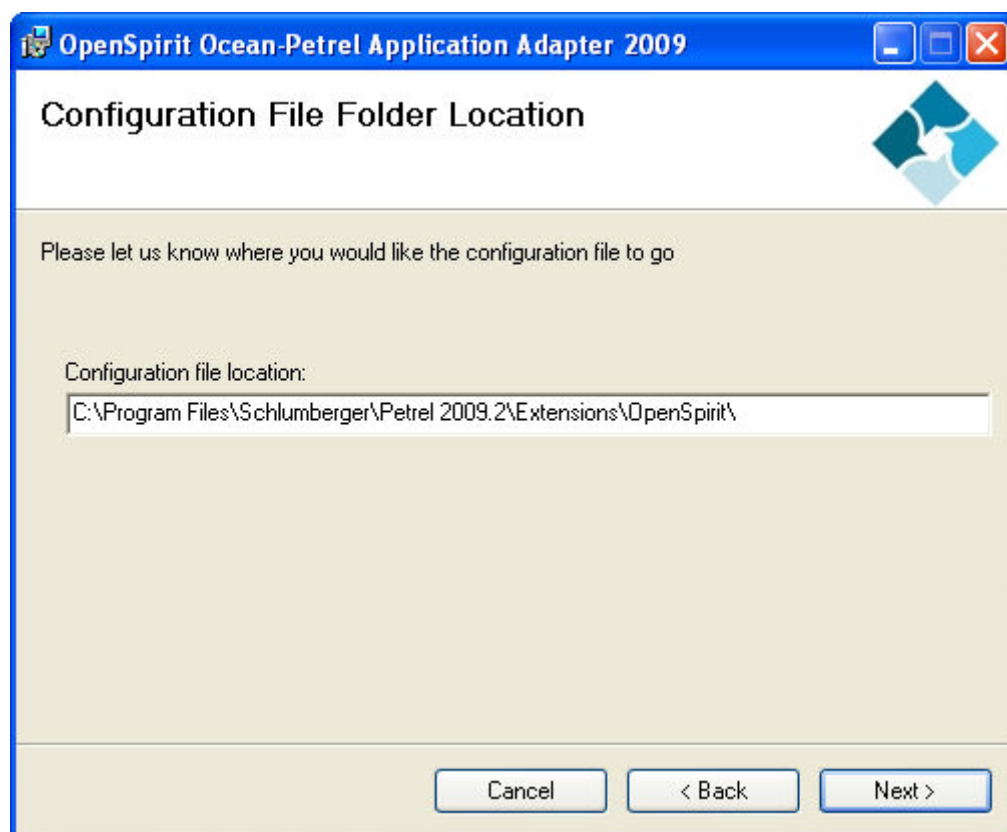 OpenSpirit Ocean-Petrel Application Adapter 2009
Configuration File Folder Location
Please let us know where you would like the configuration file to go
Configuration file location:
C:\Program Files\Schlumberger\Petrel 2009.2\Extensions\OpenSpirit\
Cancel
< Back
Next >